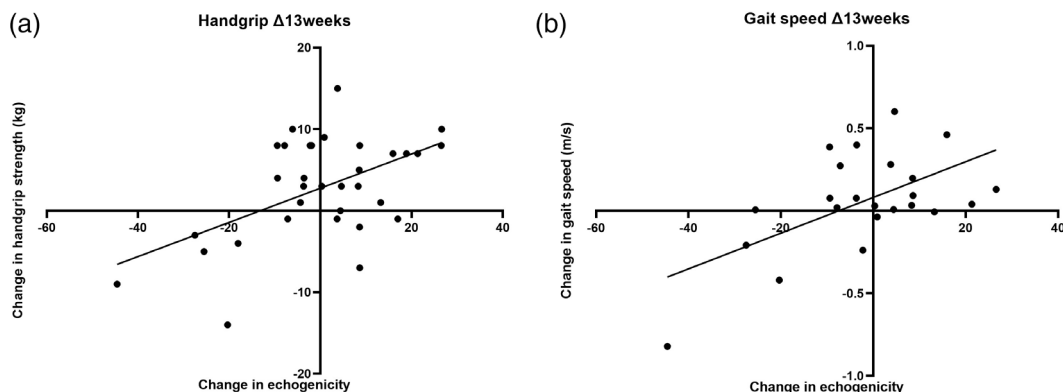 (a)
Handgrip Δ13weeks
Change in handgrip strength (kg)
20
10
-10
-20
-60
-40
-20
20
40
Change in echogenicity
(b)
Gait speed Δ13weeks
Change in gait speed (m/s)
1.0
0.5
-0.5
-1.0
-60
-40
-20
20
40
Change in echogenicity